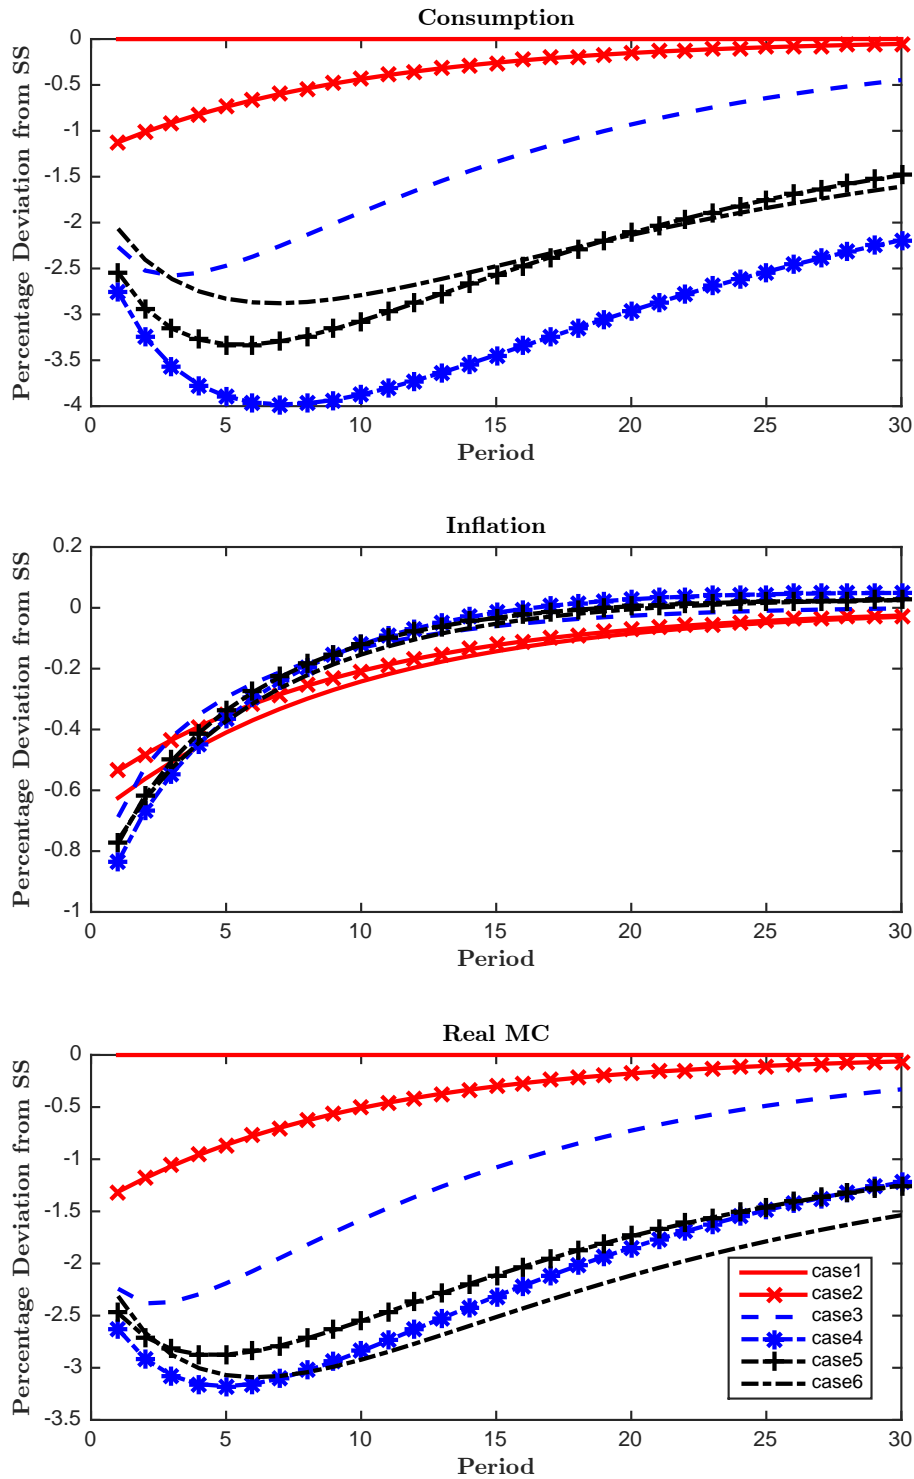 Consumption
Percentage Deviation from SS
0
-0.5
-1
-1.5
-2
-2.5
-3
-3.5
-4
0 5 10 15 20 25 30
Period
Inflation
Percentage Deviation from SS
0.2
0
-0.2
-0.4
-0.6
-0.8
-1
0 5 10 15 20 25 30
Period
Real MC
Percentage Deviation from SS
0
-0.5
-1
-1.5
-2
-2.5
-3
-3.5
0 5 10 15 20 25 30
Period
case1
case2
case3
case4
case5
case6